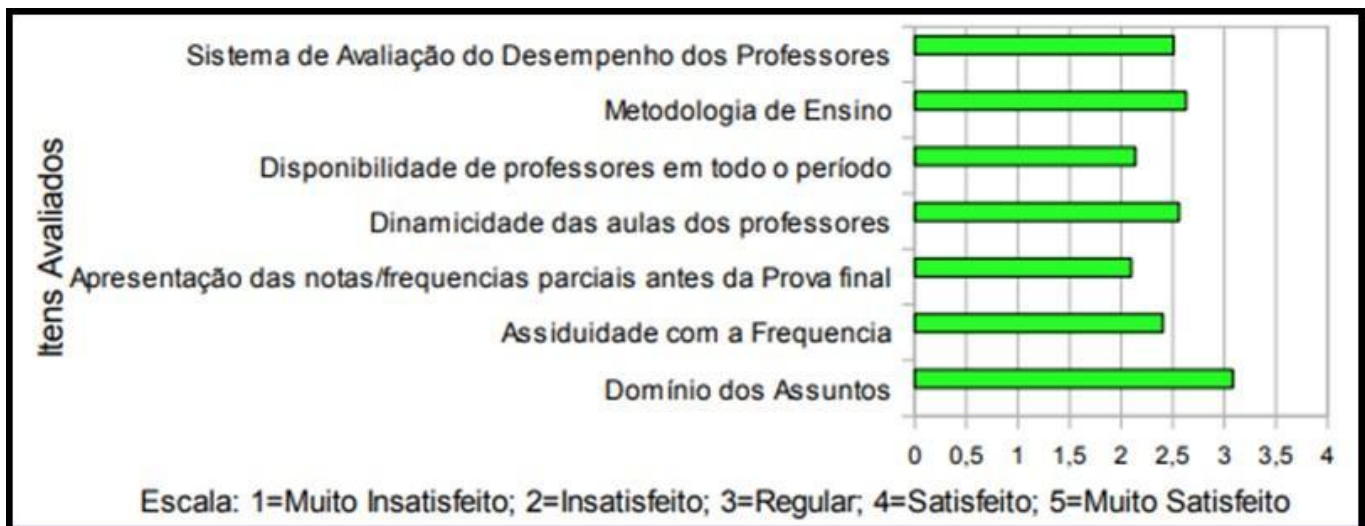 Itens Avaliados
Sistema de Avaliação do Desempenho dos Professores
Metodologia de Ensino
Disponibilidade de professores em todo o período
Dinamicidade das aulas dos professores
Apresentação das notas/frequencias parciais antes da Prova final
Assiduidade com a Frequencia
Domínio dos Assuntos
0 0,5 1 1,5 2 2,5 3 3,5 4
Escala: 1=Muito Insatisfeito; 2=Insatisfeito; 3=Regular; 4=Satisfeito; 5=Muito Satisfeito